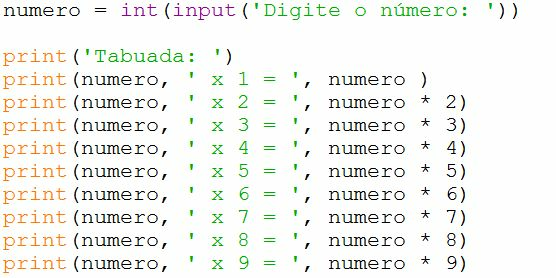 numero = int(input('Digite o número: '))
print('Tabuada: ')
print(numero, ' x 1 = ', numero )
print(numero, ' x 2 = ', numero * 2)
print(numero, ' x 3 = ', numero * 3)
print(numero, ' x 4 = ', numero * 4)
print(numero, ' x 5 = ', numero * 5)
print(numero, ' x 6 = ', numero * 6)
print(numero, ' x 7 = ', numero * 7)
print(numero, ' x 8 = ', numero * 8)
print(numero, ' x 9 = ', numero * 9)